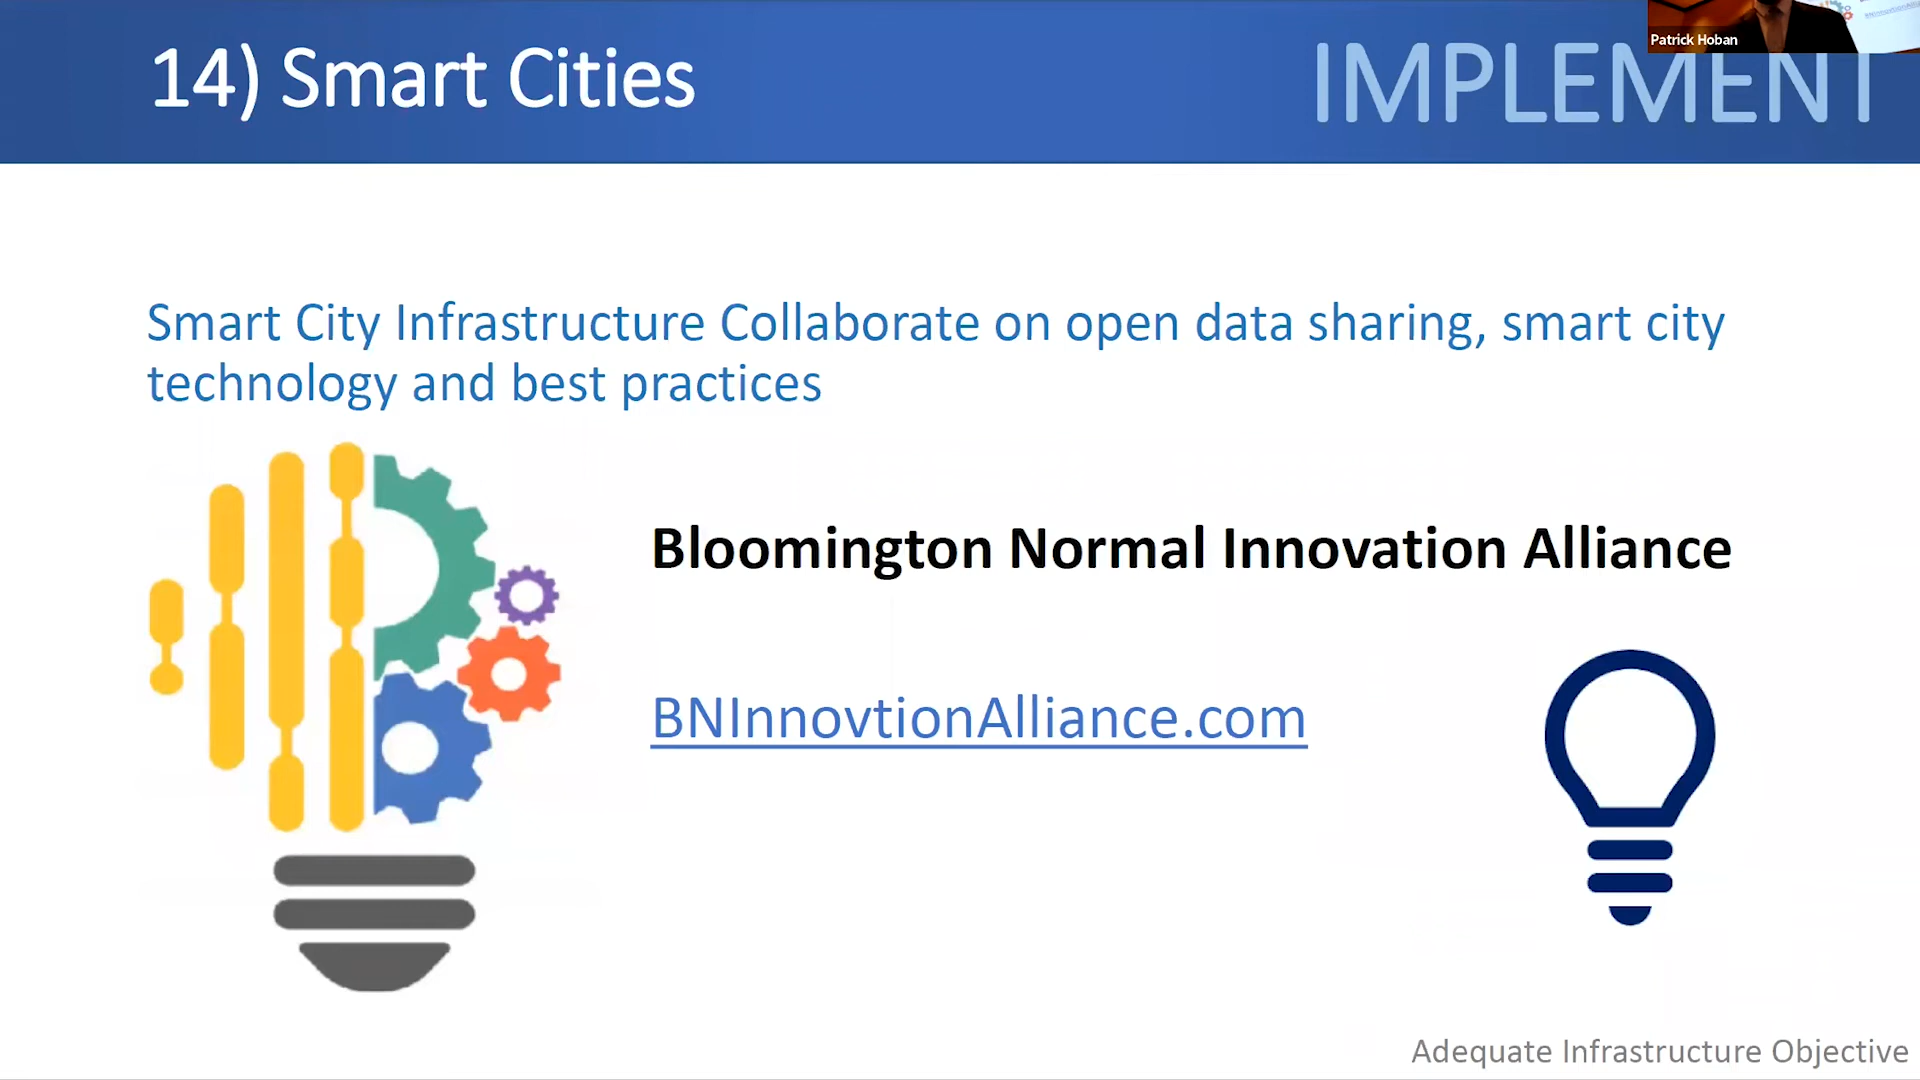 14) Smart Cities
IMPLEMENT
Patrick Hoban
Smart City Infrastructure Collaborate on open data sharing, smart city
technology and best practices
Bloomington Normal Innovation Alliance
BNInnovtionAlliance.com
Adequate Infrastructure Objective